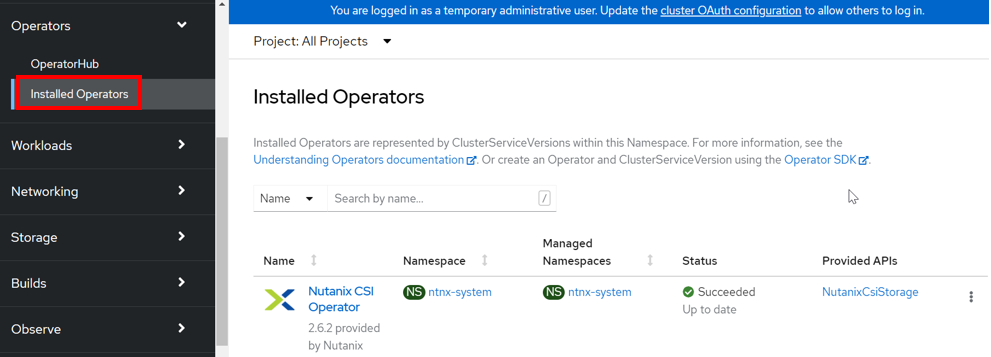 Operators
OperatorHub
Installed Operators
Workloads
Networking
Storage
Builds
Observe
You are logged in as a temporary administrative user. Update the cluster OAuth configuration to allow others to log in.
Project: All Projects
Installed Operators
Installed Operators are represented by ClusterServiceVersions within this Namespace. For more information, see the
Understanding Operators documentation. Or create an Operator and ClusterServiceVersion using the Operator SDK.
Name Search by name... /
Managed
Name Namespace Namespaces Status Provided APIs
Nutanix CSI NS ntnx-system NS ntnx-system Succeeded NutanixCsiStorage
Operator Up to date
2.6.2 provided
by Nutanix